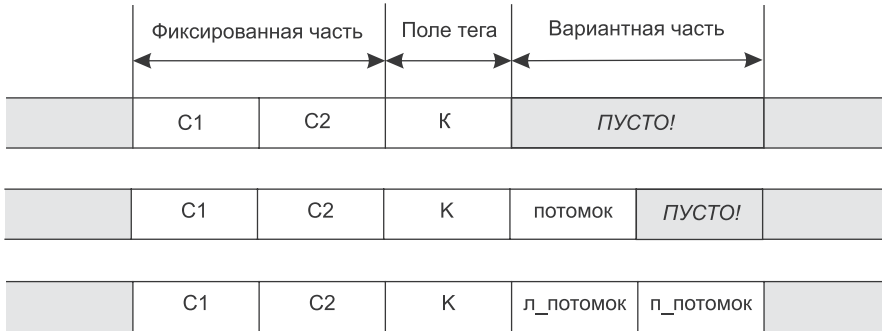 Фиксированная часть Поле тега Вариантная часть
С1 С2 К ПУСТО!
С1 С2 К потомок ПУСТО!
С1 С2 К л_потомок п_потомок